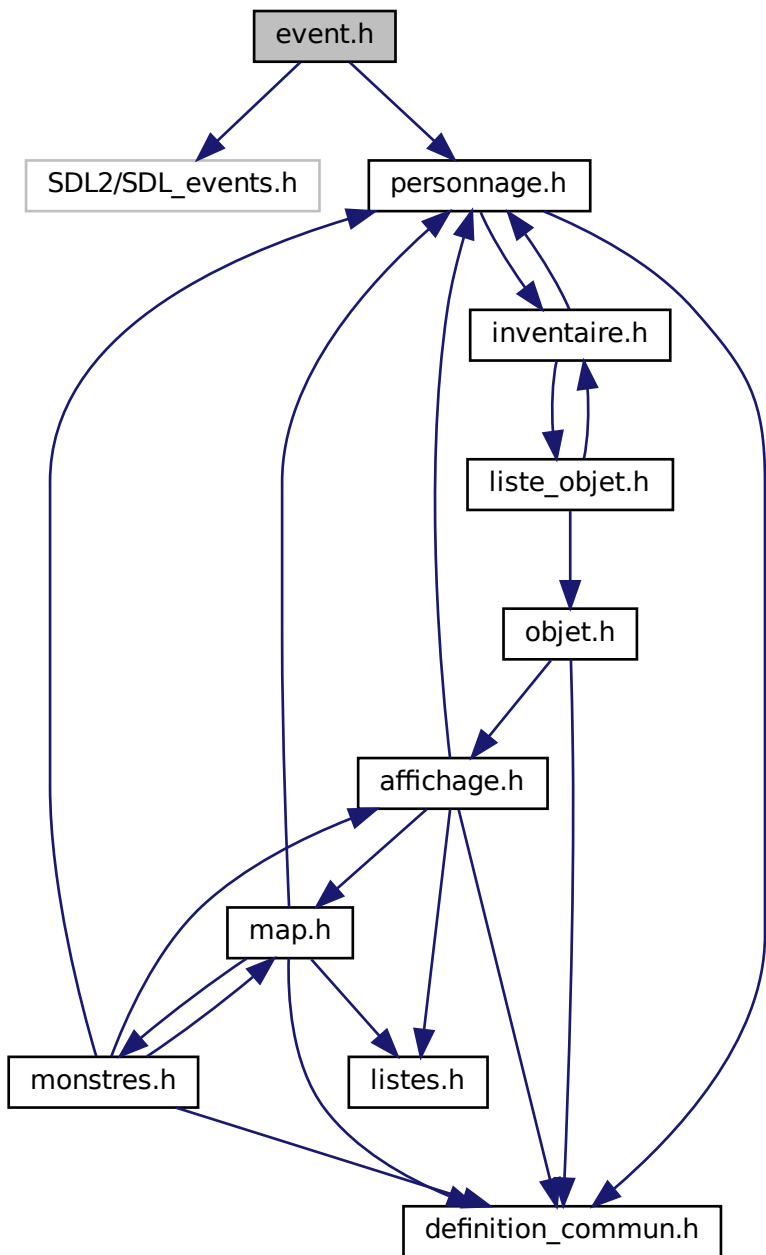 event.h
SDL2/SDL_events.h
personnage.h
inventaire.h
liste_objet.h
objet.h
affichage.h
map.h
monstres.h
listes.h
definition_commun.h